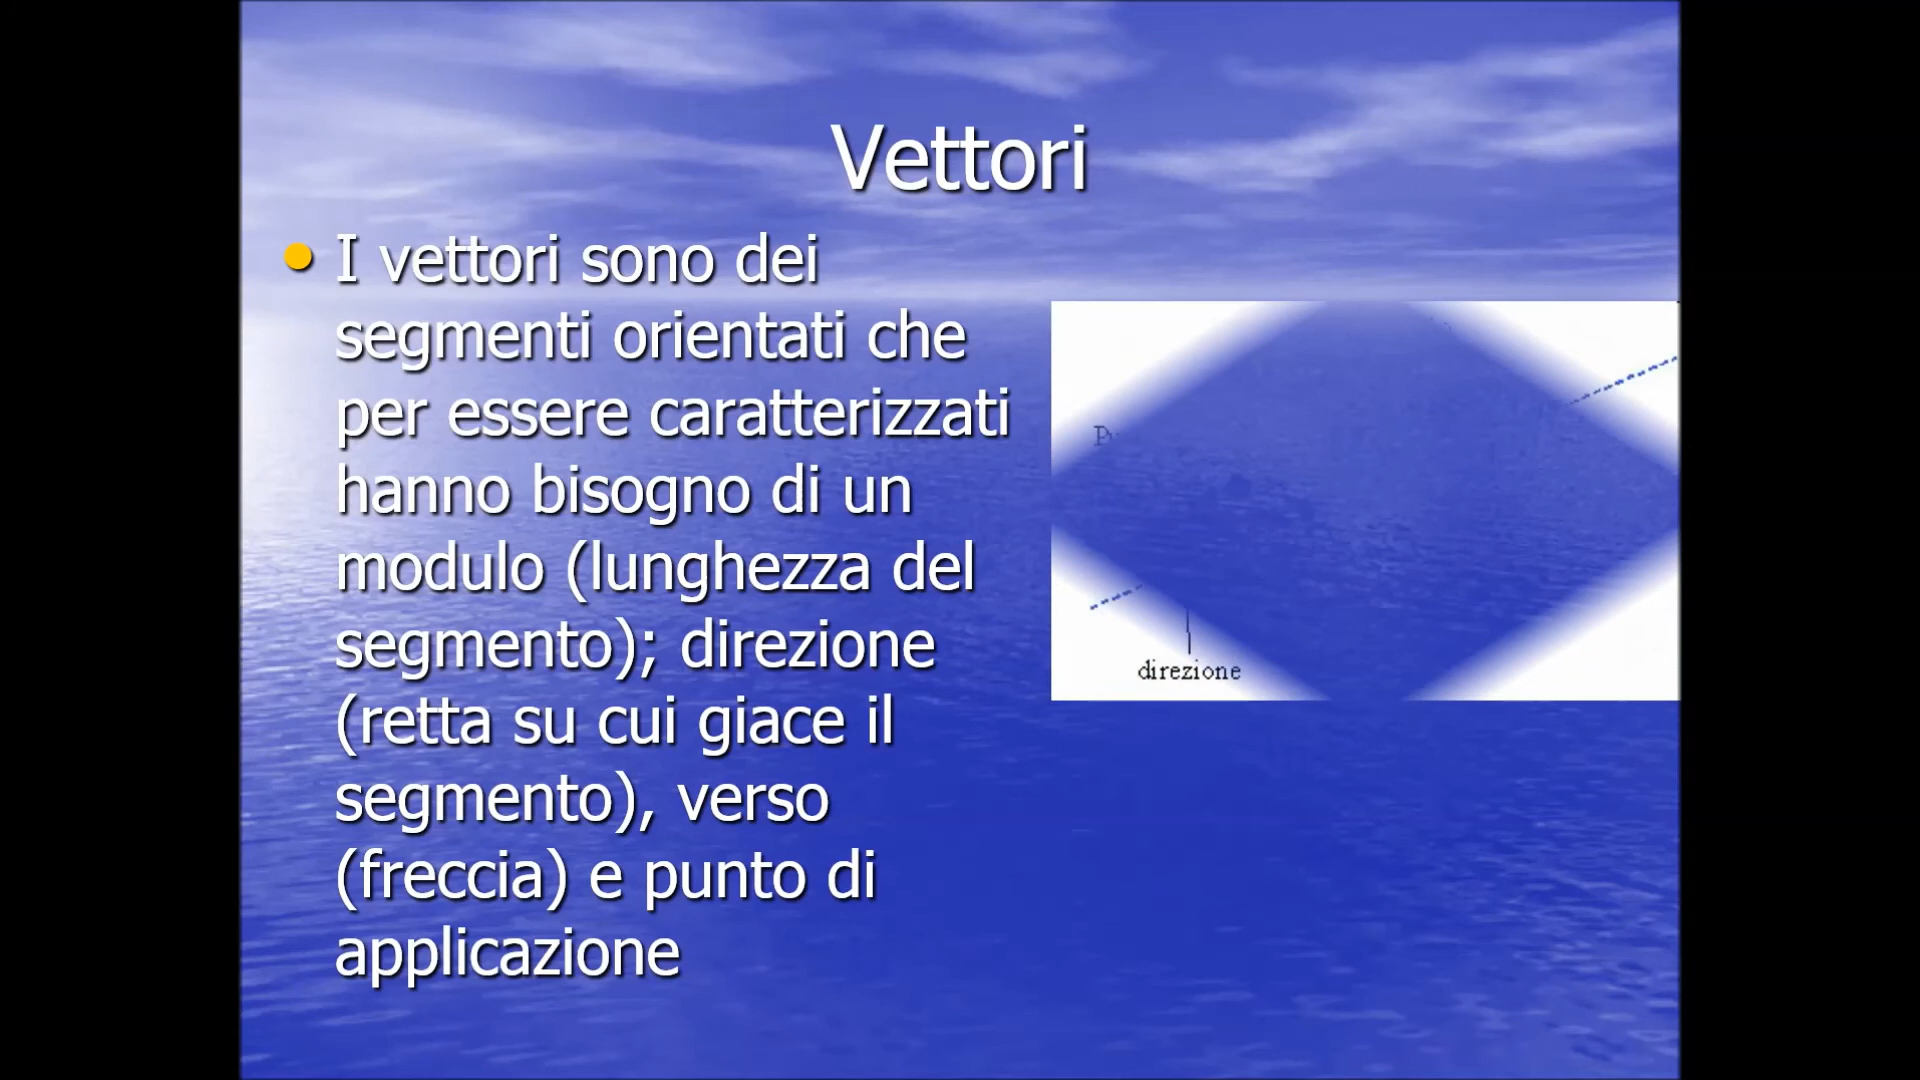 Vettori
I vettori sono dei
segmenti orientati che
per essere caratterizzati
hanno bisogno di un
modulo (lunghezza del
segmento); direzione
(retta su cui giace il
segmento), verso
(freccia) e punto di
applicazione
direzione